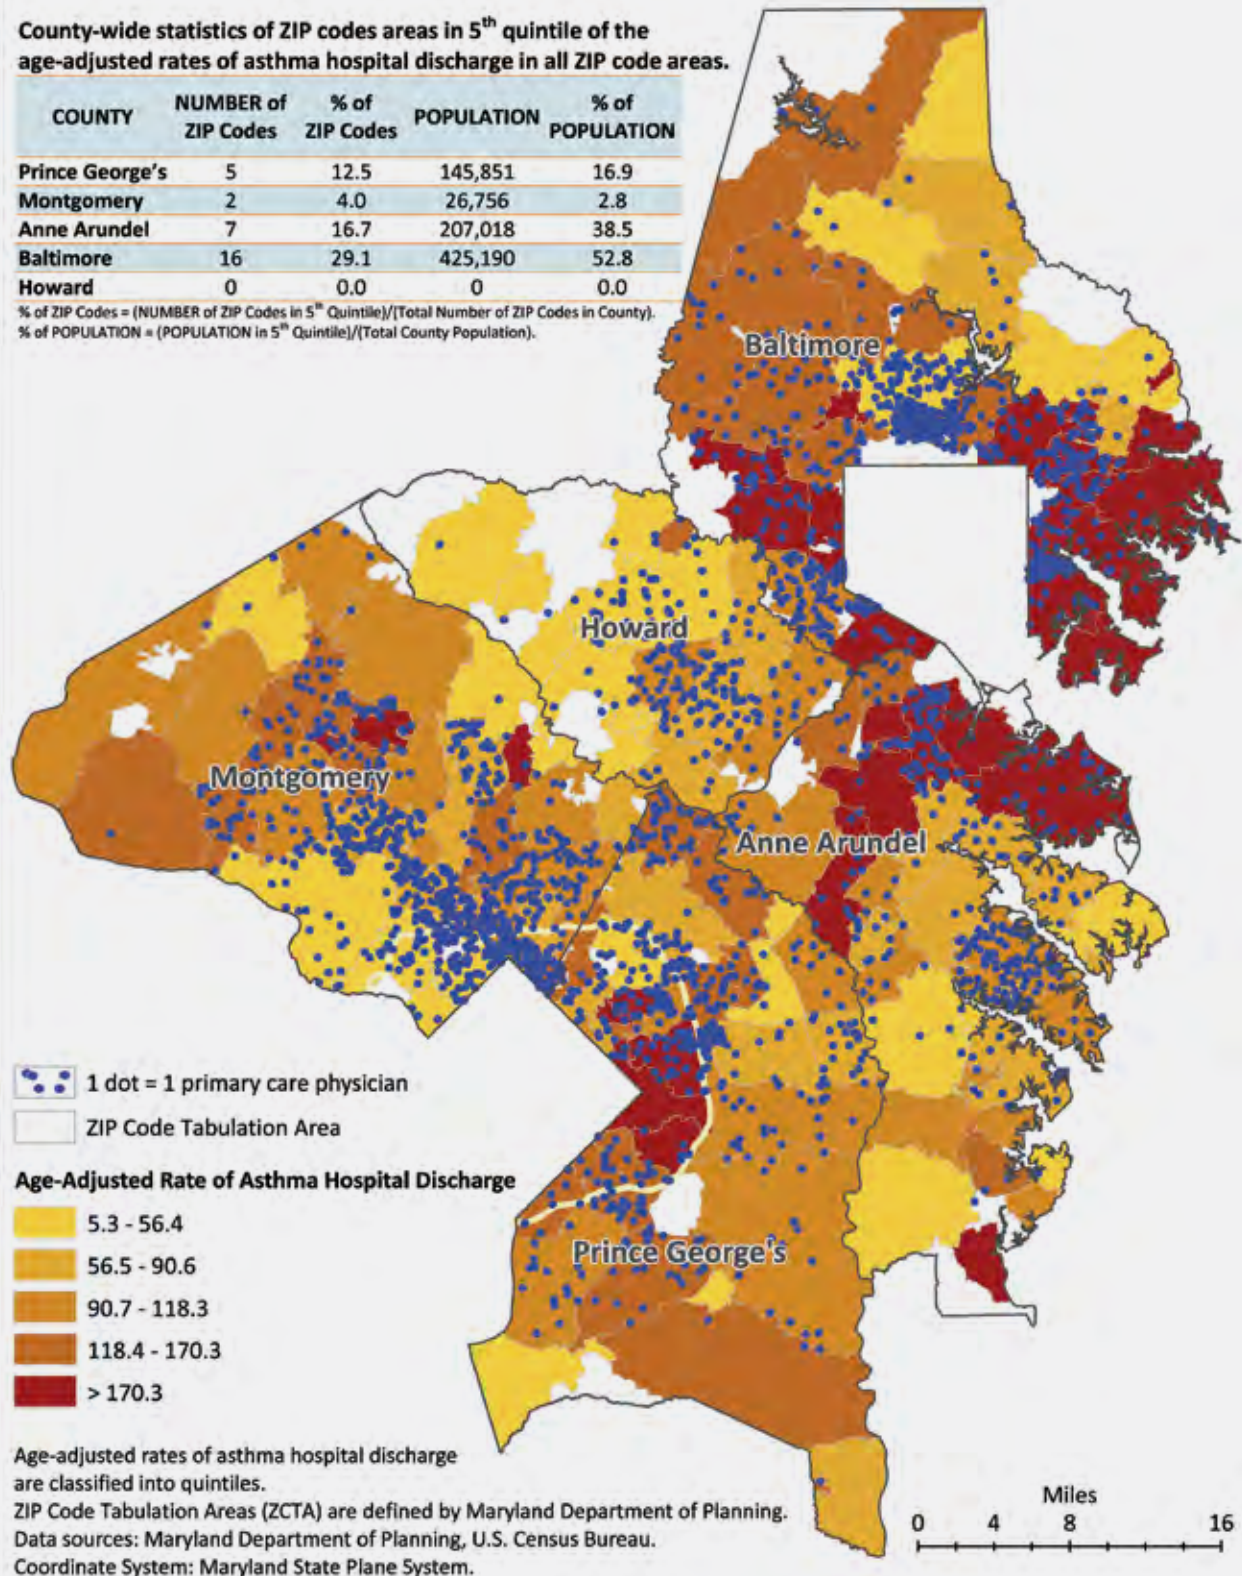 County-wide statistics of ZIP codes areas in 5th quintile of the
age-adjusted rates of asthma hospital discharge in all ZIP code areas.
COUNTY NUMBER of ZIP Codes % of ZIP Codes POPULATION % of POPULATION
Prince George's 5 12.5 145,851 16.9
Montgomery 2 4.0 26,756 2.8
Anne Arundel 7 16.7 207,018 38.5
Baltimore 16 29.1 425,190 52.8
Howard 0 0.0 0 0.0
% of ZIP Codes = (NUMBER of ZIP Codes in 5th Quintile)/(Total Number of ZIP Codes in County).
% of POPULATION = (POPULATION in 5th Quintile)/(Total County Population).
Baltimore
Howard
Montgomery
Anne Arundel
Prince George's
1 dot = 1 primary care physician
ZIP Code Tabulation Area
Age-Adjusted Rate of Asthma Hospital Discharge
5.3 - 56.4
56.5 - 90.6
90.7 - 118.3
118.4 - 170.3
> 170.3
Age-adjusted rates of asthma hospital discharge
are classified into quintiles.
ZIP Code Tabulation Areas (ZCTA) are defined by Maryland Department of Planning.
Data sources: Maryland Department of Planning, U.S. Census Bureau.
Coordinate System: Maryland State Plane System.
Miles
0 4 8 16